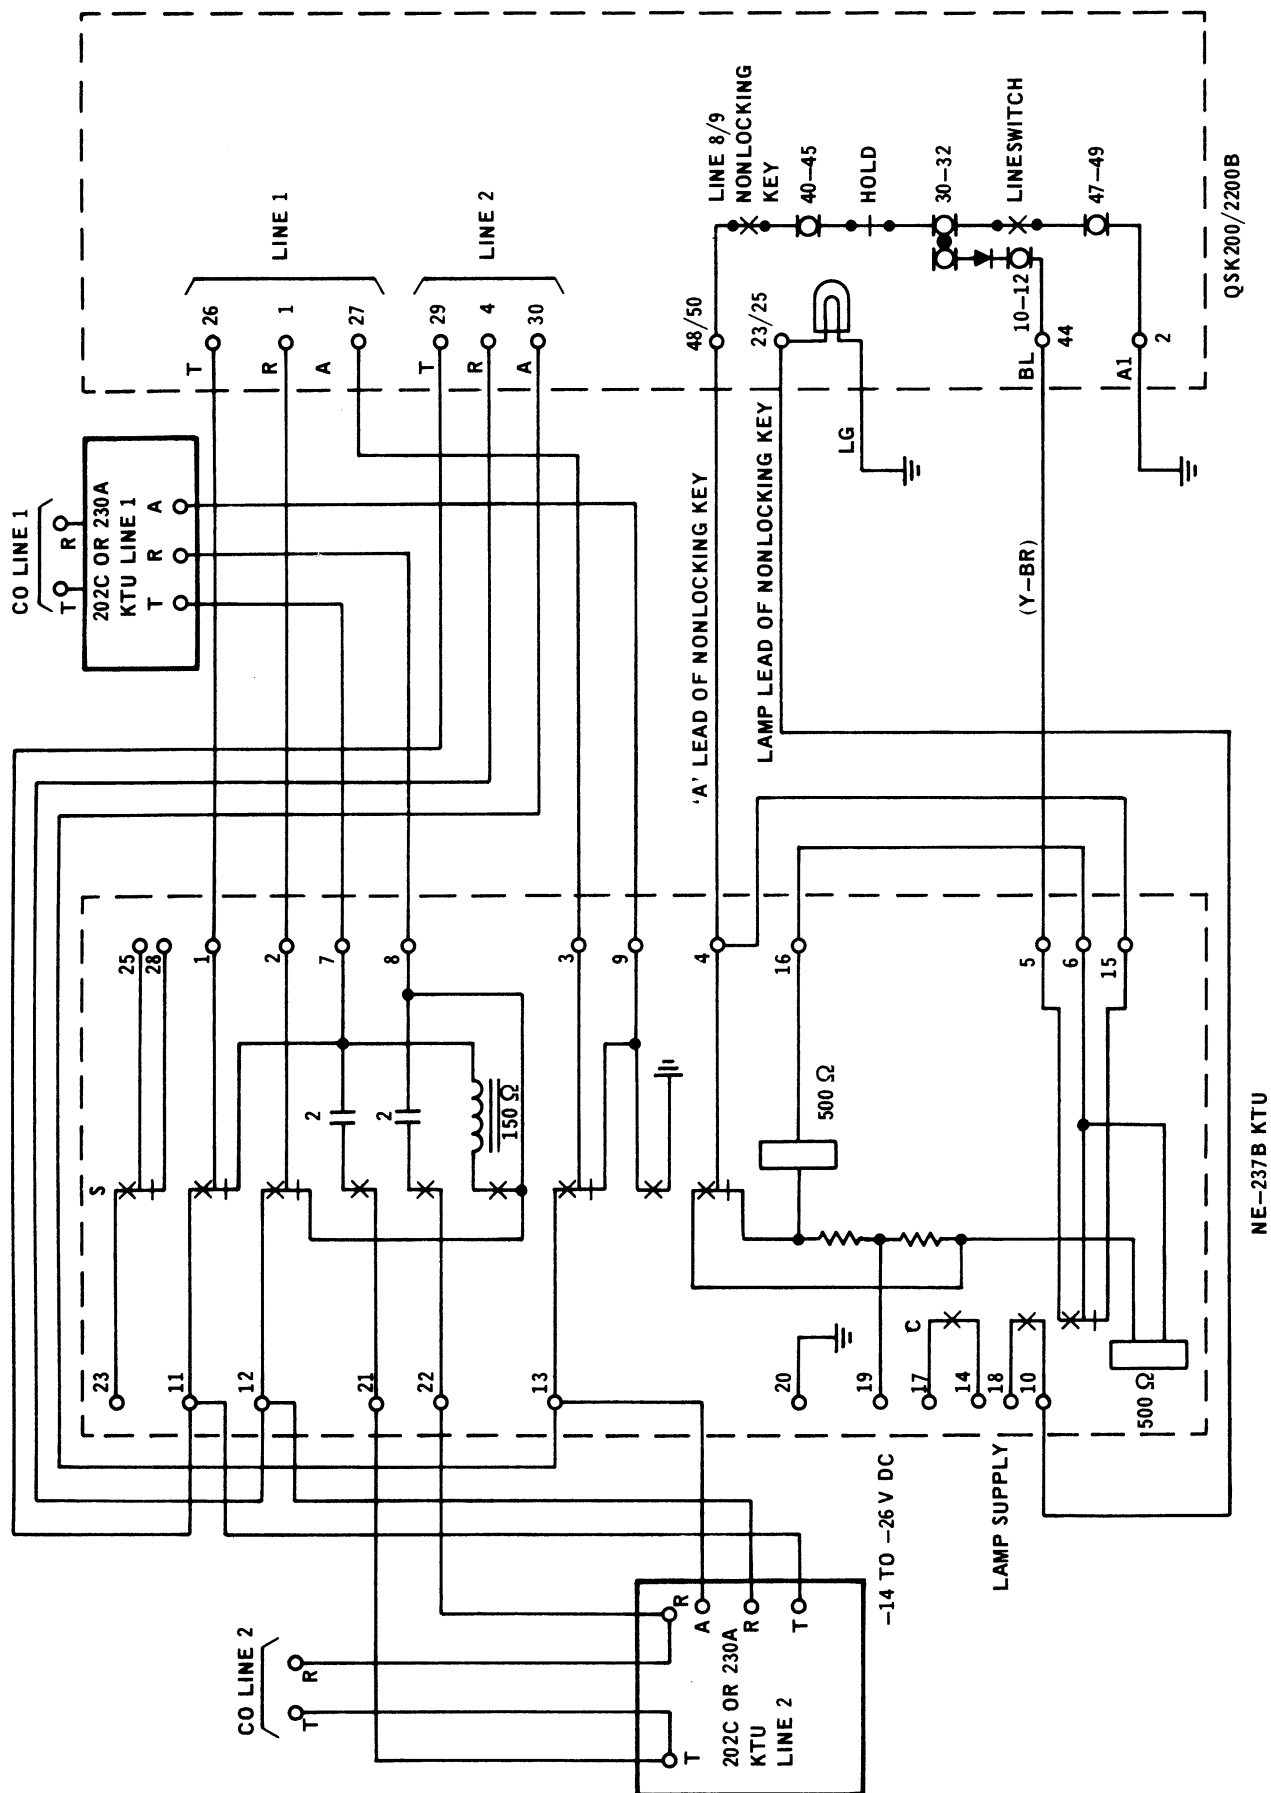 CO LINE 2
T
R
T
R
A
R
T
202C OR 230A
KTU
LINE 2
23
11
12
21
22
13
20
19
-14 TO -26 V DC
17
14
18
10
LAMP SUPPLY
C
500 Ω
S
25
28
1
2
7
8
3
9
4
16
5
6
15
2
2
150 Ω
500 Ω
NE-237B KTU
CO LINE 1
T
R
202C OR 230A
KTU LINE 1
T
R
A
'A' LEAD OF NONLOCKING KEY
LAMP LEAD OF NONLOCKING KEY
LG
(Y-BR)
T
R
A
T
R
A
BL
A1
26
1
27
29
4
30
48/50
23/25
44
2
10-12
LINE 1
LINE 2
LINE 8/9
NONLOCKING
KEY
40-45
HOLD
30-32
LINESWITCH
47-49
QSK200/2200B